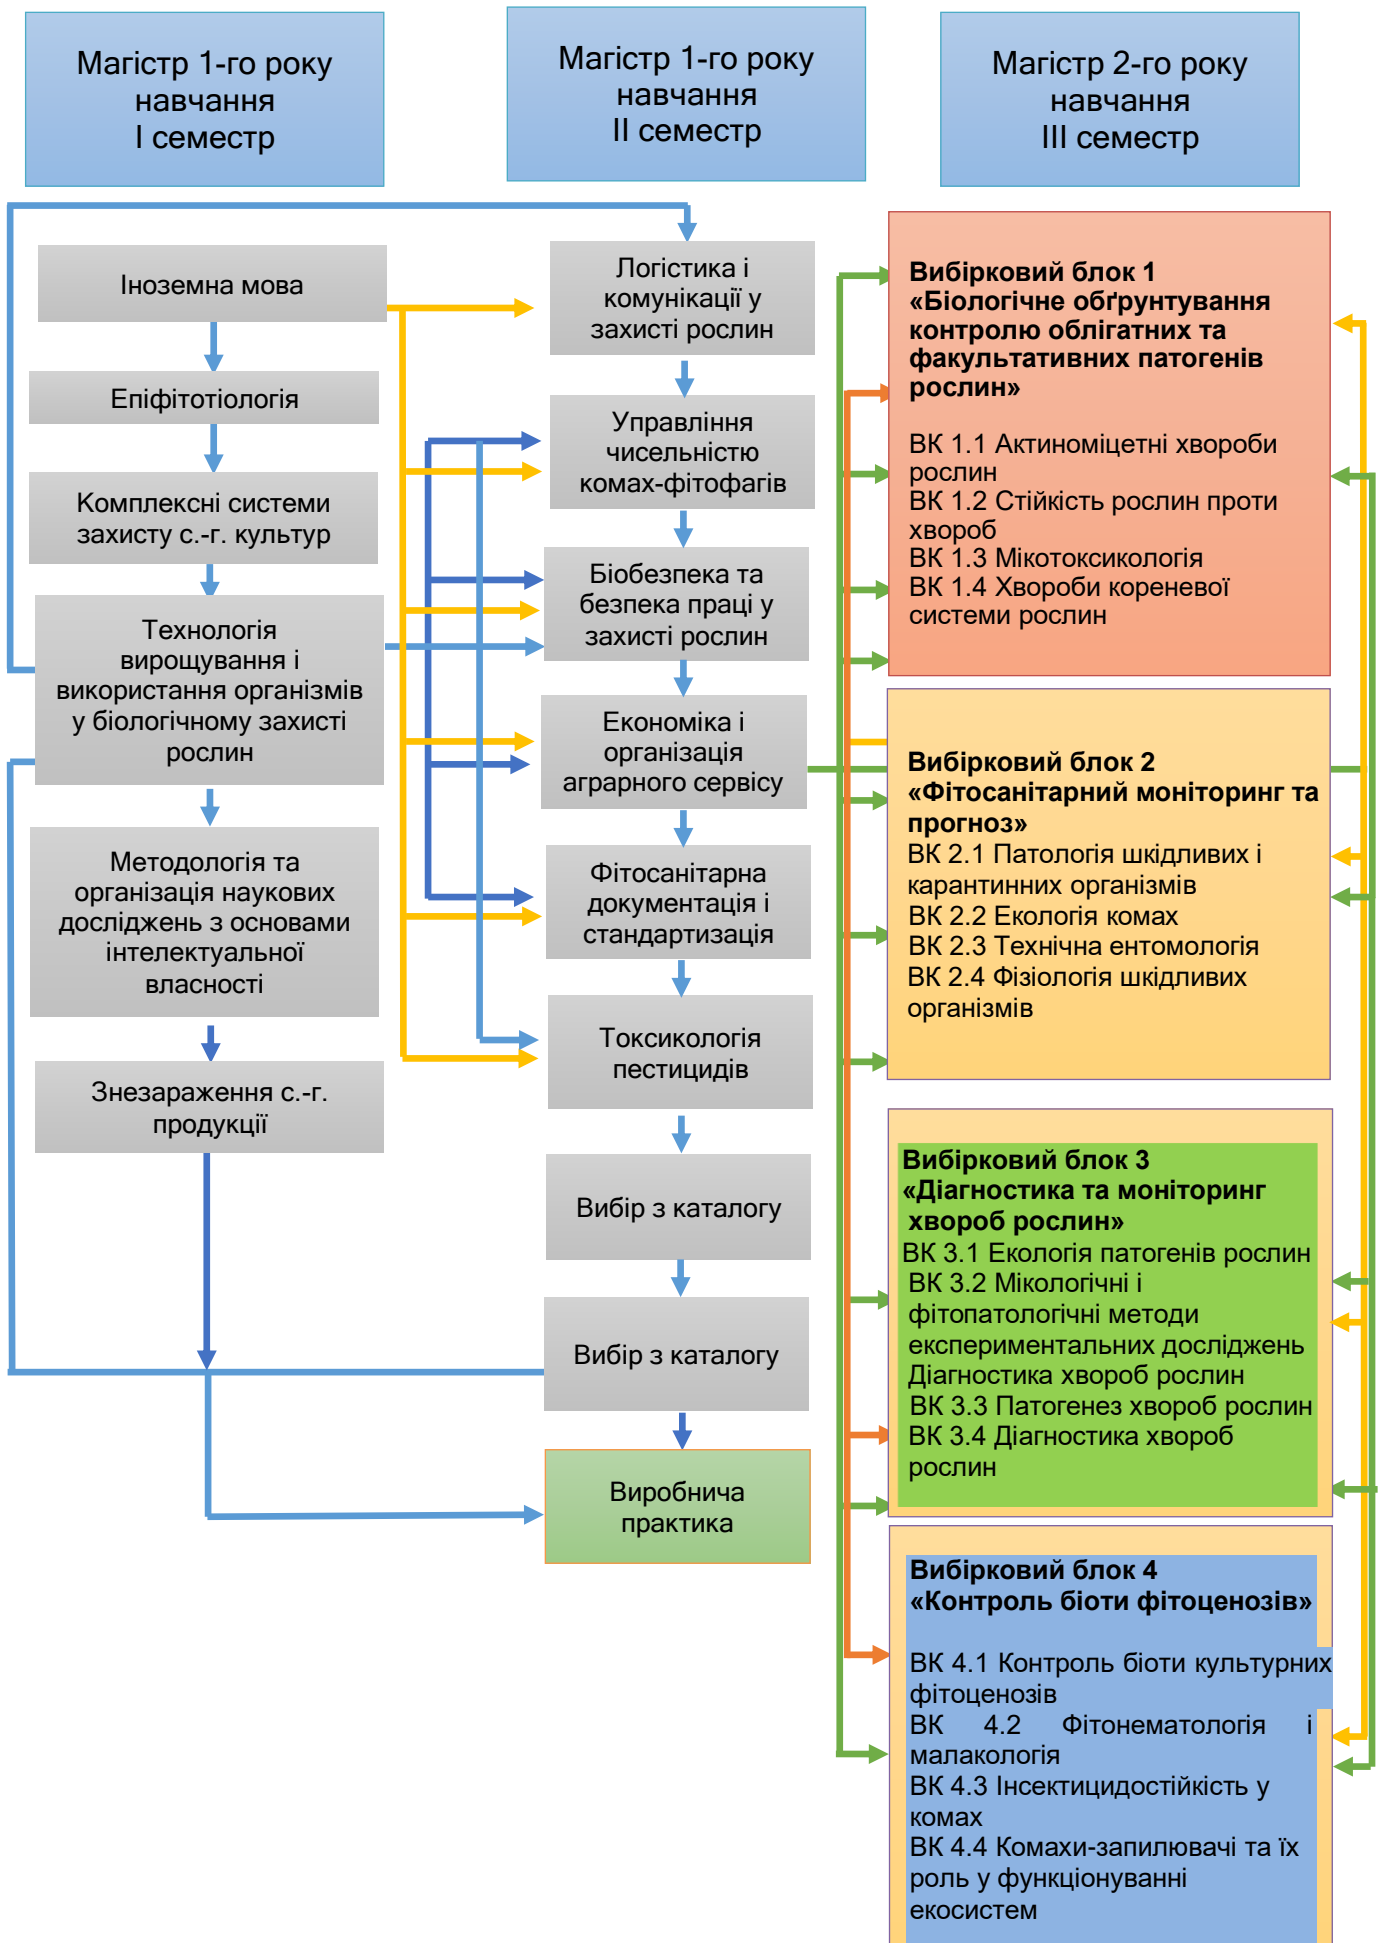 Магістр 1-го року
навчання
І семестр
Магістр 1-го року
навчання
ІІ семестр
Магістр 2-го року
навчання
ІІІ семестр
Іноземна мова
Епіфітотіологія
Комплексні системи
захисту с.-г. культур
Технологія
вирощування і
використання організмів
у біологічному захисті
рослин
Методологія та
організація наукових
досліджень з основами
інтелектуальної
власності
Знезараження с.-г.
продукції
Логістика і
комунікації у
захисті рослин
Управління
чисельністю
комах-фітофагів
Біобезпека та
безпека праці у
захисті рослин
Економіка і
організація
аграрного сервісу
Фітосанітарна
документація і
стандартизація
Токсикологія
пестицидів
Вибір з каталогу
Вибір з каталогу
Виробнича
практика
Вибірковий блок 1
«Біологічне обґрунтування
контролю облігатних та
факультативних патогенів
рослин»
ВК 1.1 Актиноміцетні хвороби
рослин
ВК 1.2 Стійкість рослин проти
хвороб
ВК 1.3 Мікотоксикологія
ВК 1.4 Хвороби кореневої
системи рослин
Вибірковий блок 2
«Фітосанітарний моніторинг та
прогноз»
ВК 2.1 Патологія шкідливих і
карантинних організмів
ВК 2.2 Екологія комах
ВК 2.3 Технічна ентомологія
ВК 2.4 Фізіологія шкідливих
організмів
Вибірковий блок 3
«Діагностика та моніторинг
хвороб рослин»
ВК 3.1 Екологія патогенів рослин
ВК 3.2 Мікологічні і
фітопатологічні методи
експериментальних досліджень
Діагностика хвороб рослин
ВК 3.3 Патогенез хвороб рослин
ВК 3.4 Діагностика хвороб
рослин
Вибірковий блок 4
«Контроль біоти фітоценозів»
ВК 4.1 Контроль біоти культурних
фітоценозів
ВК 4.2 Фітонематологія і
малакологія
ВК 4.3 Інсектицидостійкість у
комах
ВК 4.4 Комахи-запилювачі та їх
роль у функціонуванні
екосистем